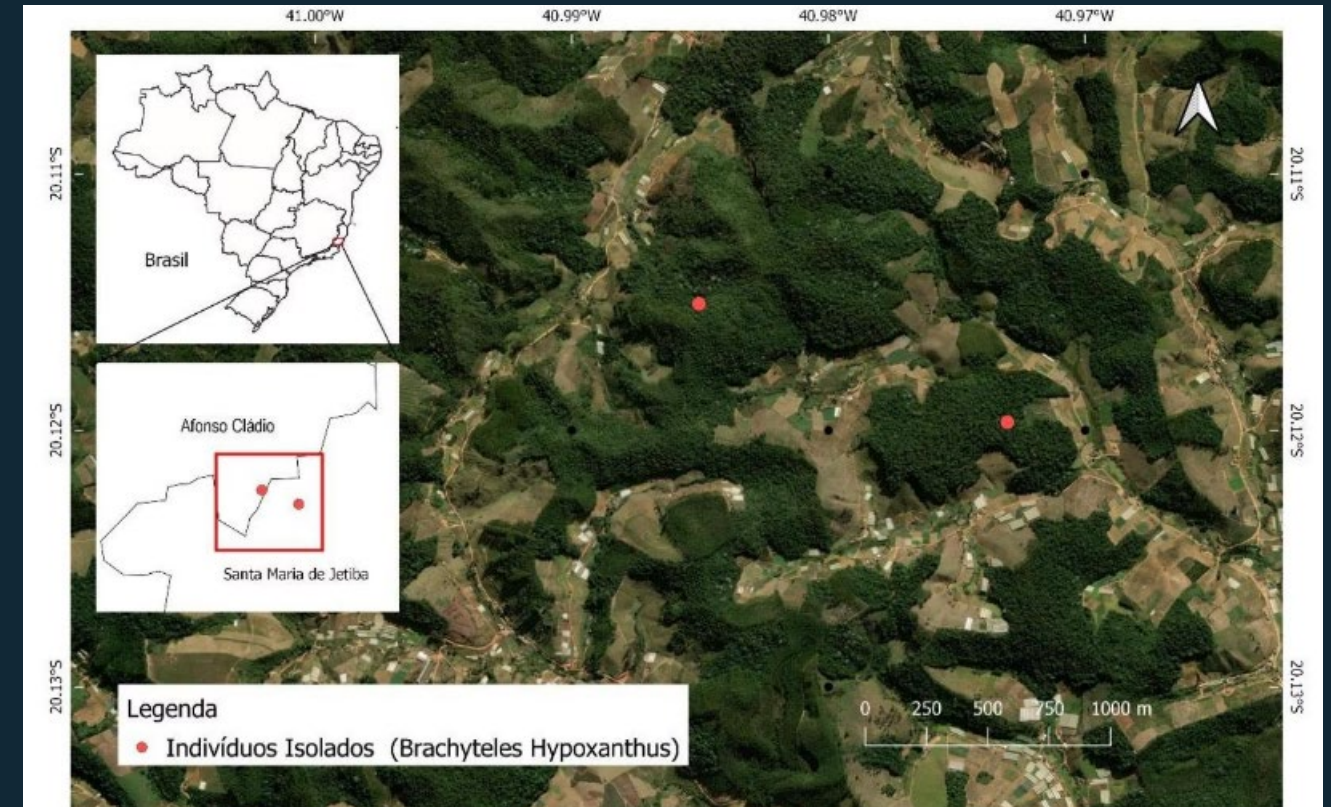 41.00°W 40.99°W 40.98°W 40.97°W
20.11°S
20.11°S
Brasil
Afonso Cládio
20.12°S
20.12°S
Santa Maria de Jetiba
20.13°S
20.13°S
Legenda
Indivíduos Isolados (Brachyteles Hypoxanthus)
0 250 500 750 1000 m